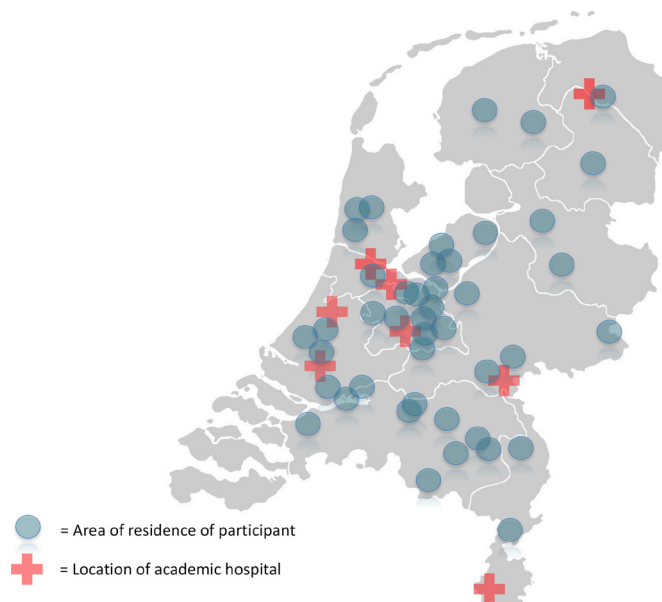 = Area of residence of participant
= Location of academic hospital